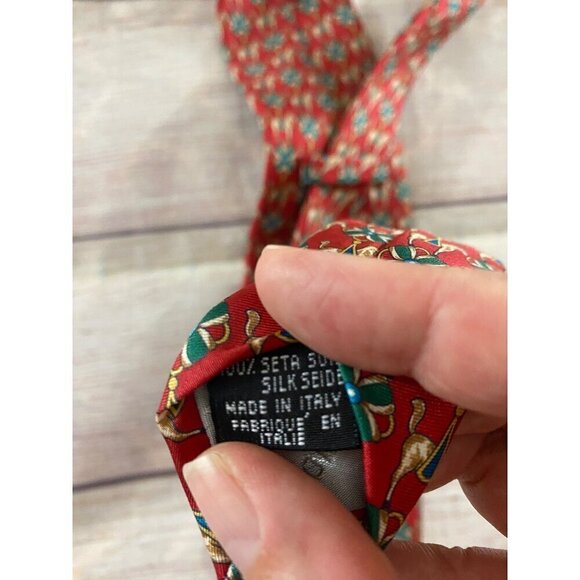 100% SETA SOIE
SILK SEIDE
MADE IN ITALY
FABRIQUÉ EN
ITALIE